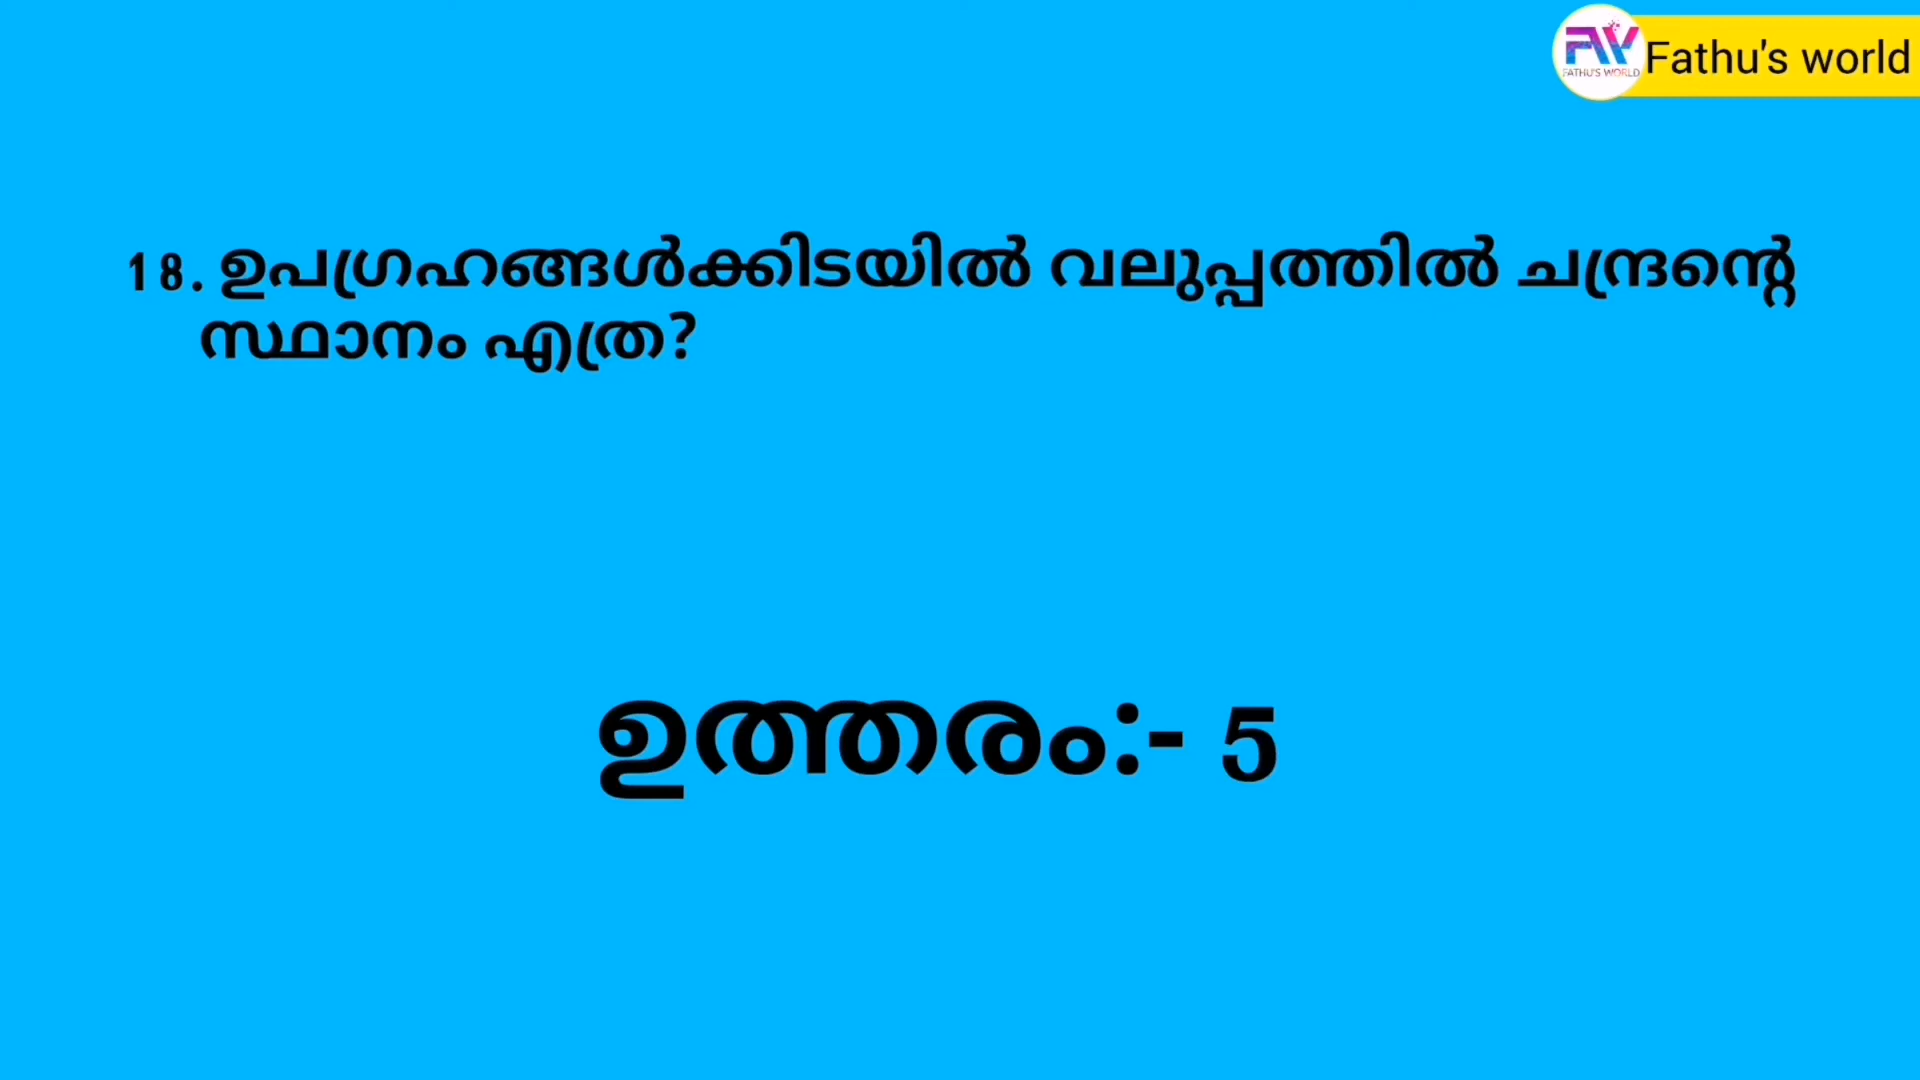 FATHU'S WORLD
Fathu's world
18. ഉപഗ്രഹങ്ങൾക്കിടയിൽ വലുപ്പത്തിൽ ചന്ദ്രന്റെ
സ്ഥാനം എത്ര?
ഉത്തരം:- 5